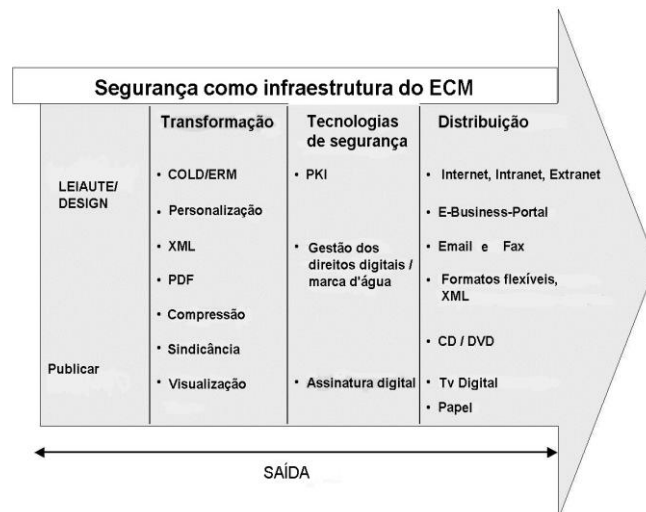 Segurança como infraestrutura do ECM
LEIAUTE/
DESIGN
Publicar
Transformação
• COLD/ERM
• Personalização
• XML
• PDF
• Compressão
• Sindicância
• Visualização
Tecnologias
de segurança
• PKI
• Gestão dos
direitos digitais /
marca d'água
• Assinatura digital
Distribuição
• Internet, Intranet, Extranet
• E-Business-Portal
• Email e Fax
• Formatos flexíveis,
XML
• CD / DVD
• Tv Digital
• Papel
SAÍDA